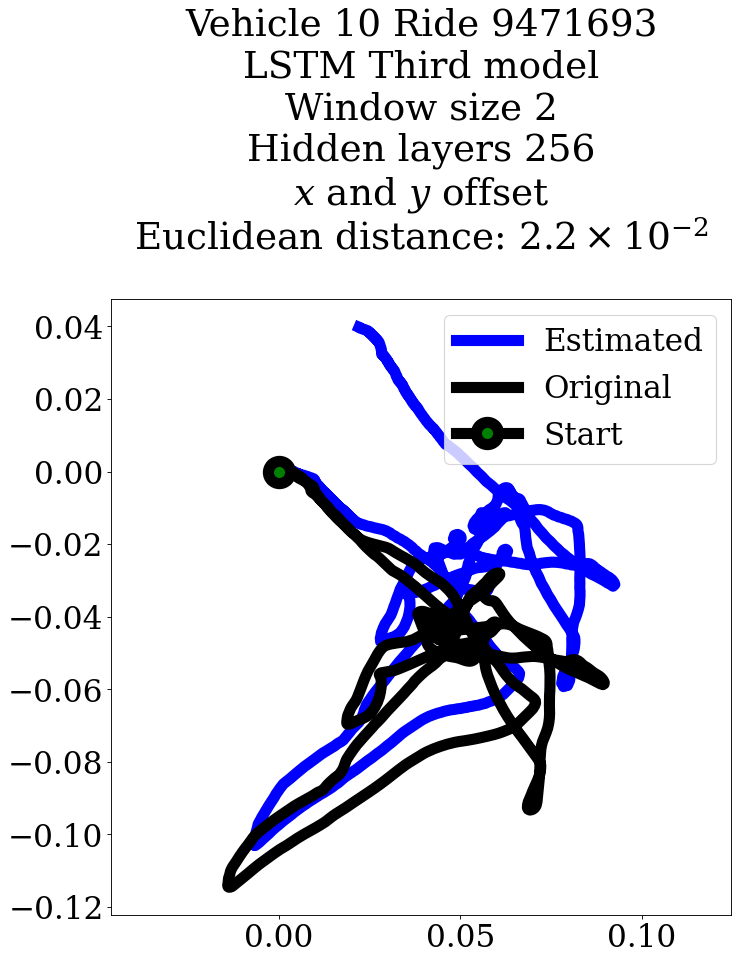 Vehicle 10 Ride 9471693
LSTM Third model
Window size 2
Hidden layers 256
x and y offset
Euclidean distance: 2.2 × 10⁻²
Estimated
Original
Start
0.04
0.02
0.00
−0.02
−0.04
−0.06
−0.08
−0.10
−0.12
0.00 0.05 0.10